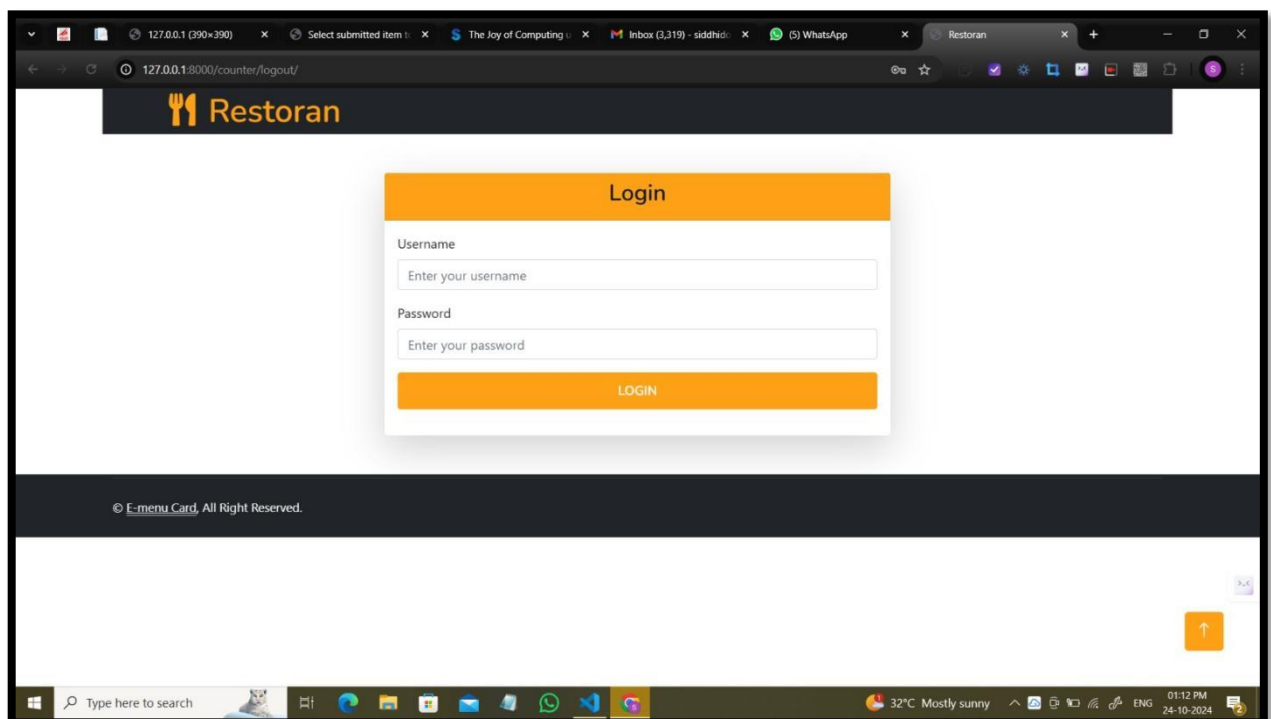 127.0.0.1 (390×390)
Select submitted item t
The Joy of Computing u
Inbox (3,319) - siddhid
(5) WhatsApp
Restoran
127.0.0.1:8000/counter/logout/
S
Restoran
Login
Username
Enter your username
Password
Enter your password
LOGIN
© E-menu Card, All Right Reserved.
Type here to search
32°C Mostly sunny
ENG
01:12 PM
24-10-2024
2